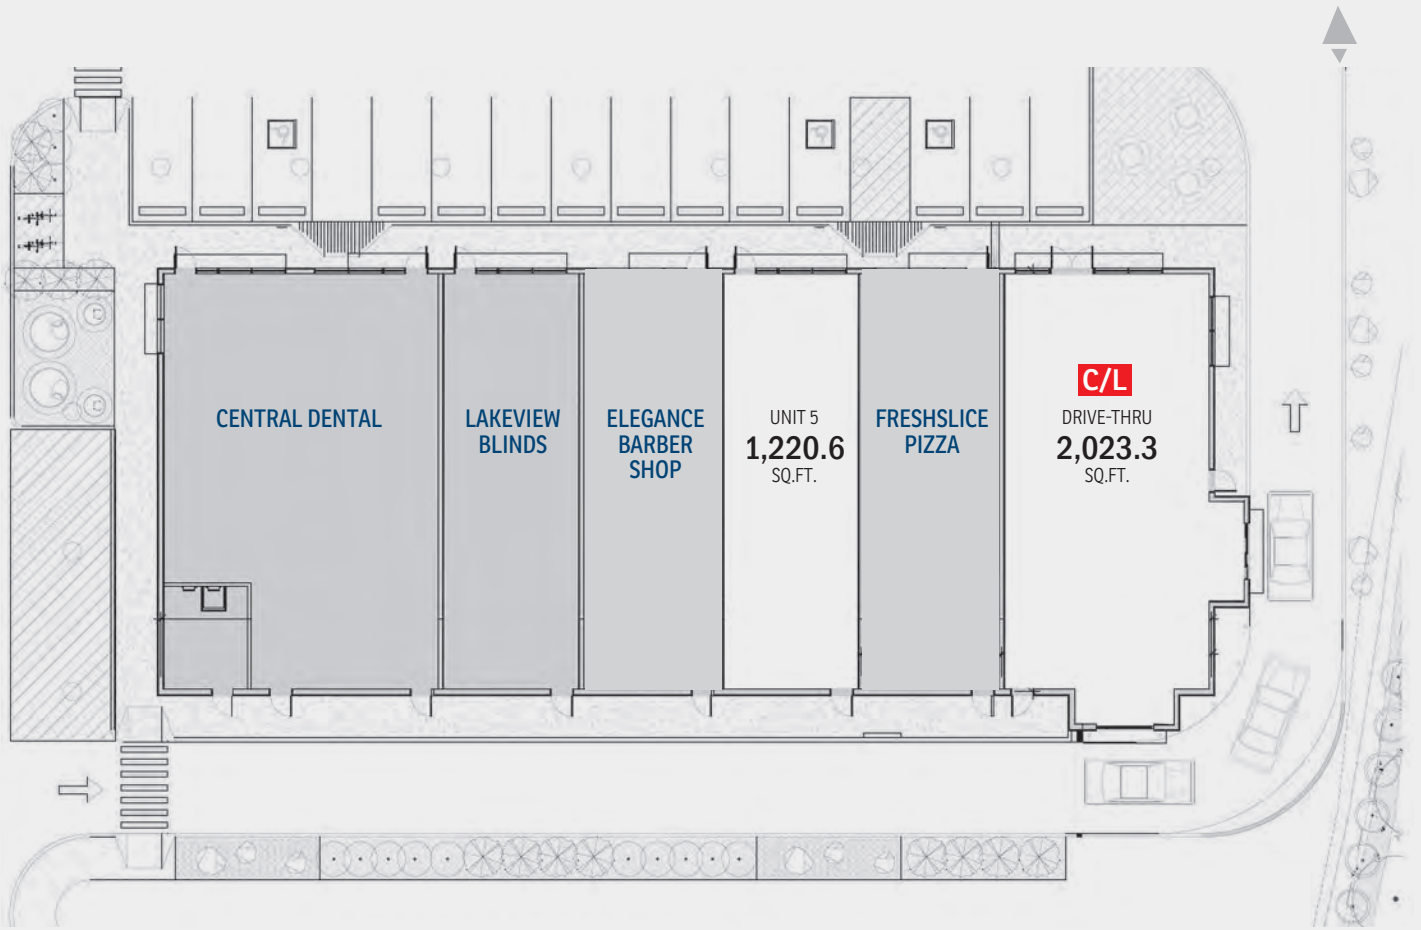 CENTRAL DENTAL
LAKEVIEW
BLINDS
ELEGANCE
BARBER
SHOP
UNIT 5
1,220.6
SQ.FT.
FRESHSLICE
PIZZA
C/L
DRIVE-THRU
2,023.3
SQ.FT.